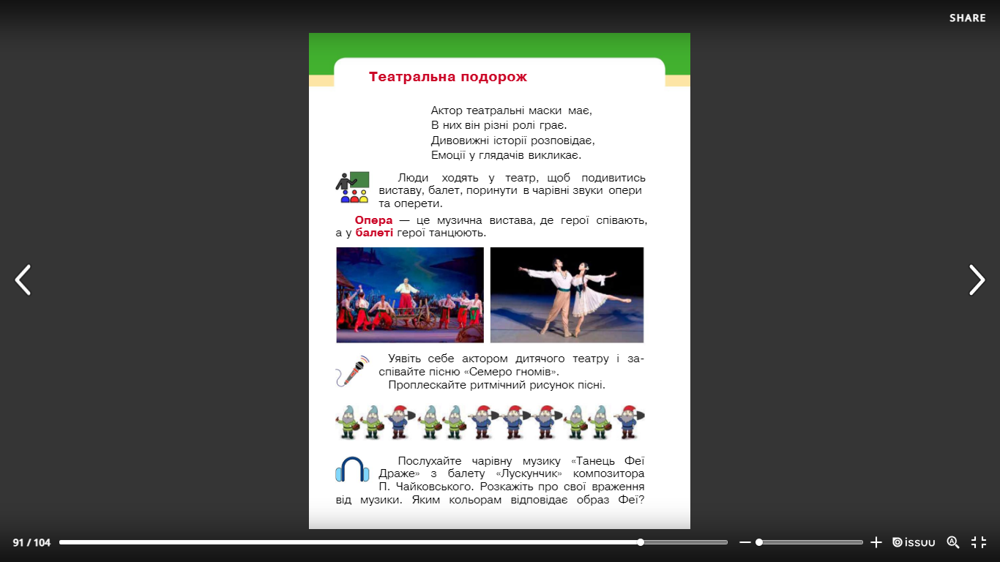 SHARE
Театральна подорож
Актор театральні маски має,
В них він різні ролі грає.
Дивовижні історії розповідає,
Емоції у глядачів викликає.
Люди ходять у театр, щоб подивитись
виставу, балет, поринути в чарівні звуки опери
та оперети.
Опера — це музична вистава, де герої співають,
а у балеті герої танцюють.
Уявіть себе актором дитячого театру і за-
співайте пісню «Семеро гномів».
Проплескайте ритмічний рисунок пісні.
Послухайте чарівну музику «Танець Феї
Драже» з балету «Лускунчик» композитора
П. Чайковського. Розкажіть про свої враження
від музики. Яким кольорам відповідає образ Феї?
91 / 104
issuu